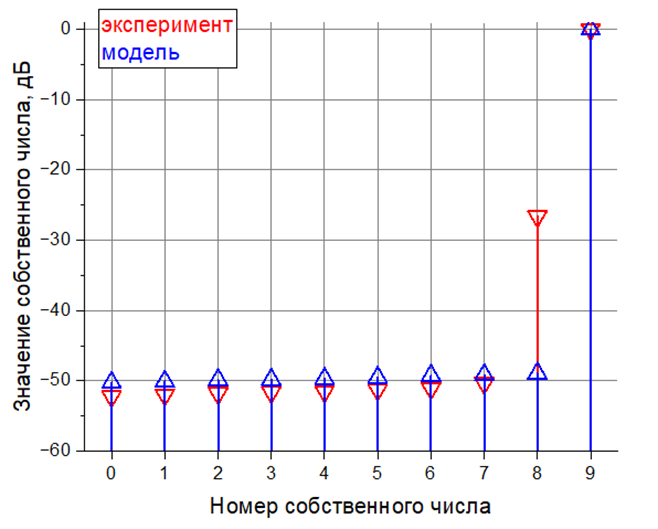 эксперимент
модель
Значение собственного числа, дБ
0
−10
−20
−30
−40
−50
−60
0 1 2 3 4 5 6 7 8 9
Номер собственного числа